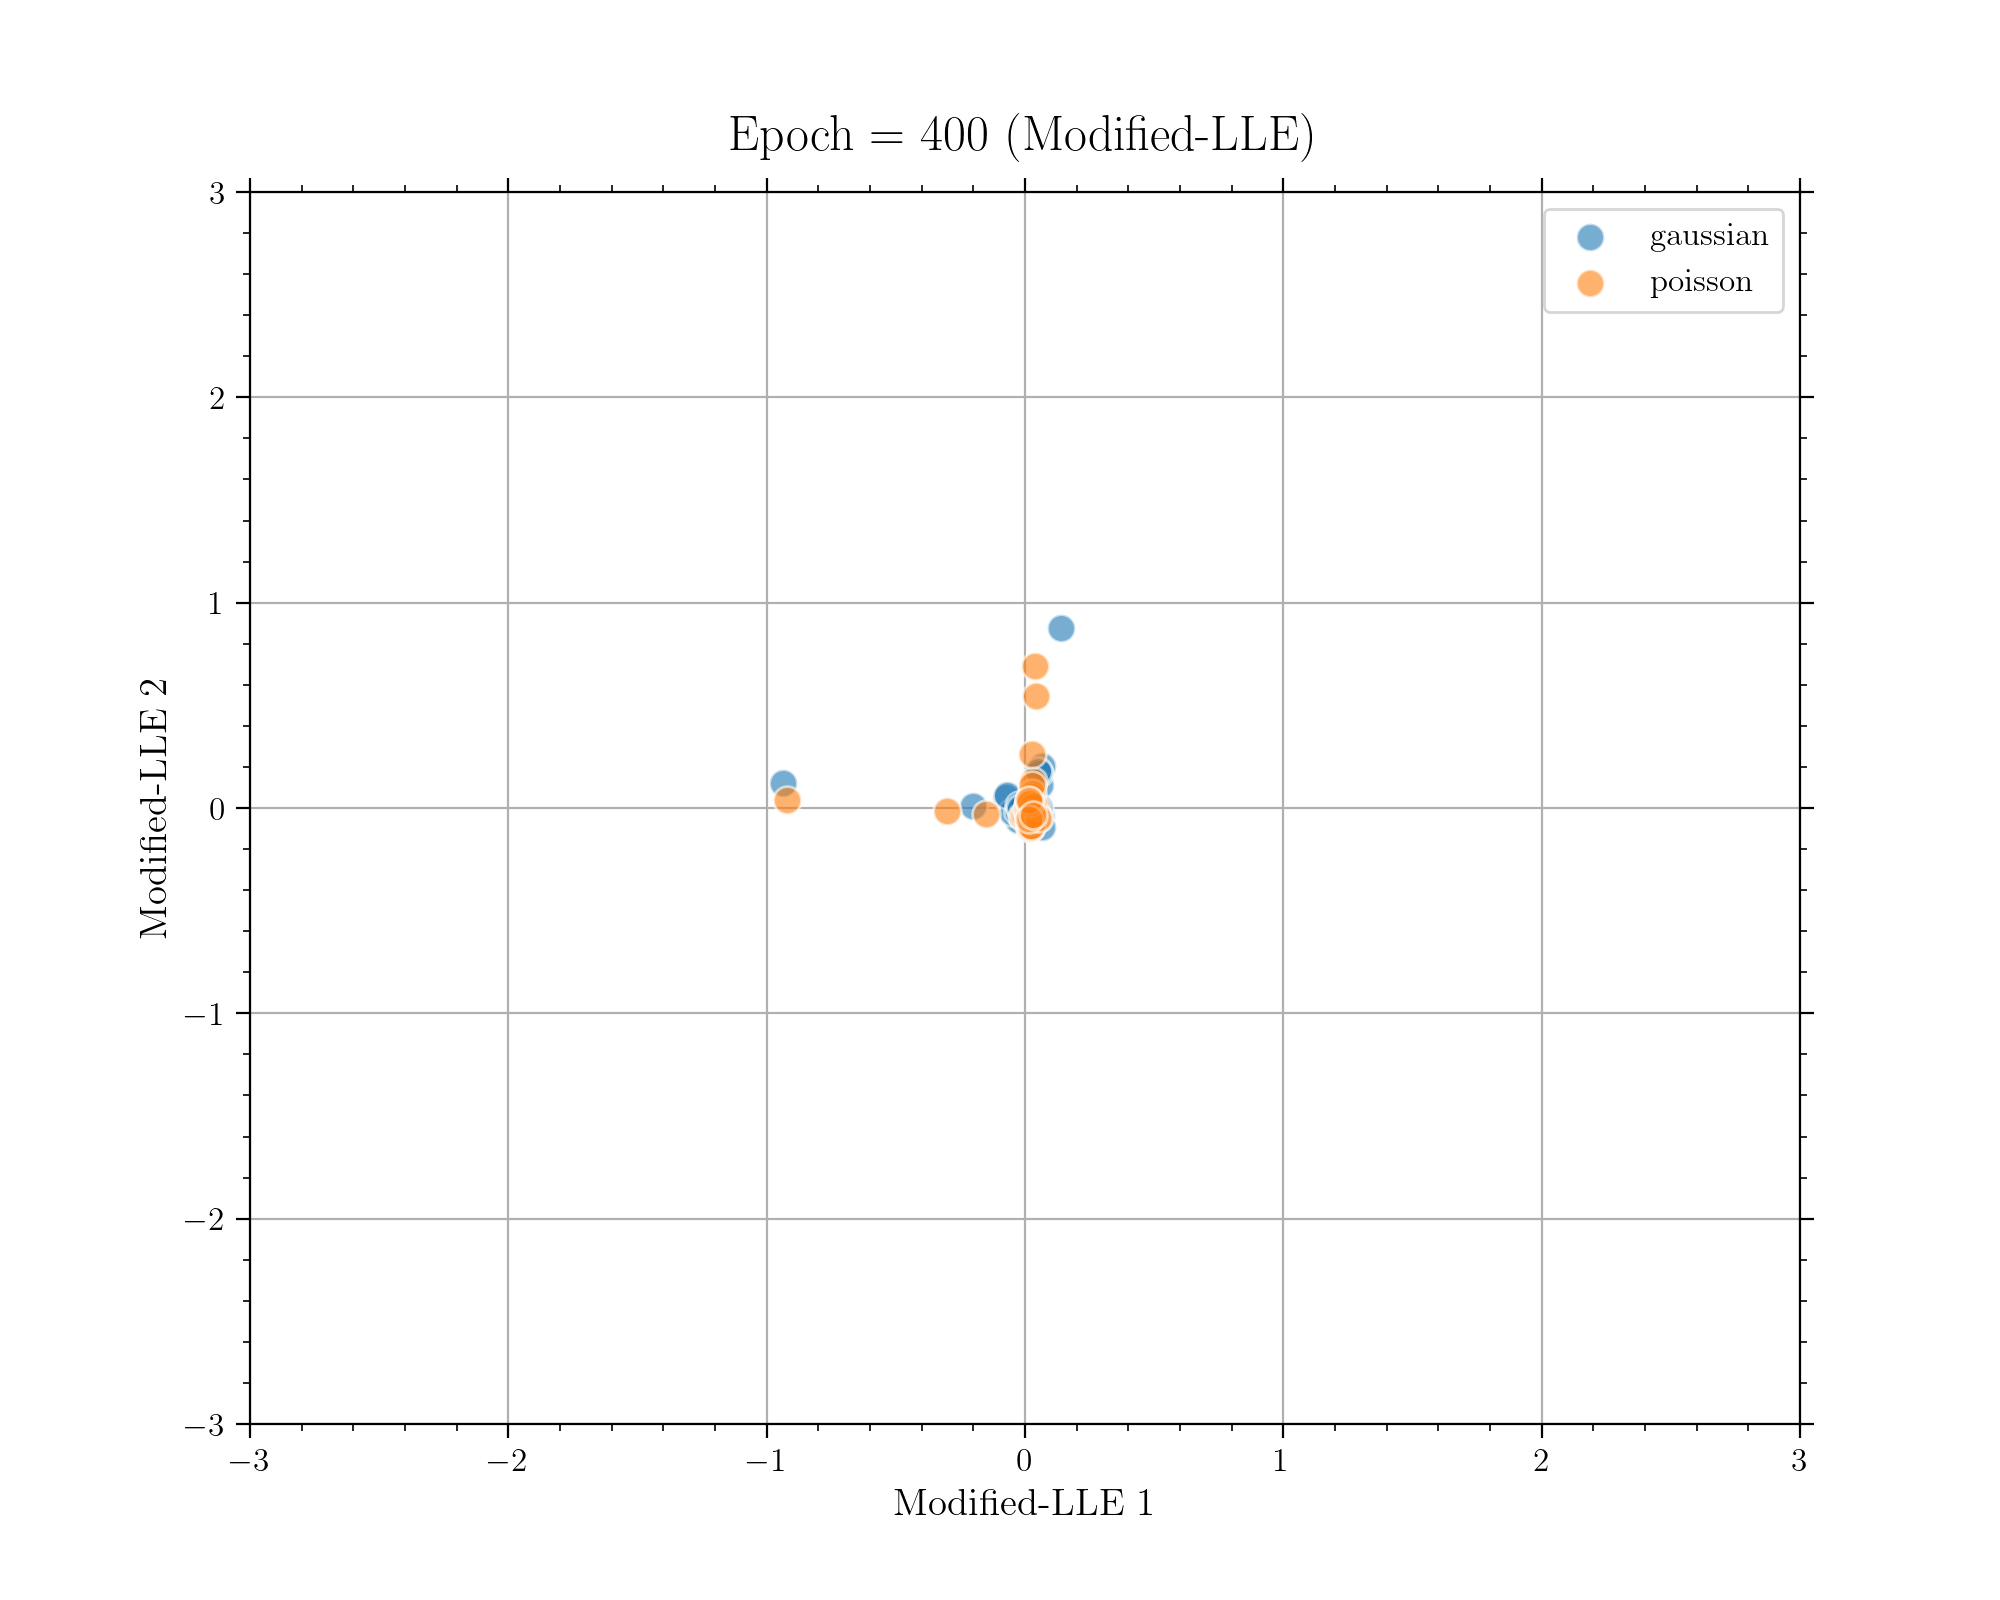 Epoch = 400 (Modified-LLE)
gaussian
poisson
3
2
1
0
−1
−2
−3
Modified-LLE 2
−3
−2
−1
0
1
2
3
Modified-LLE 1